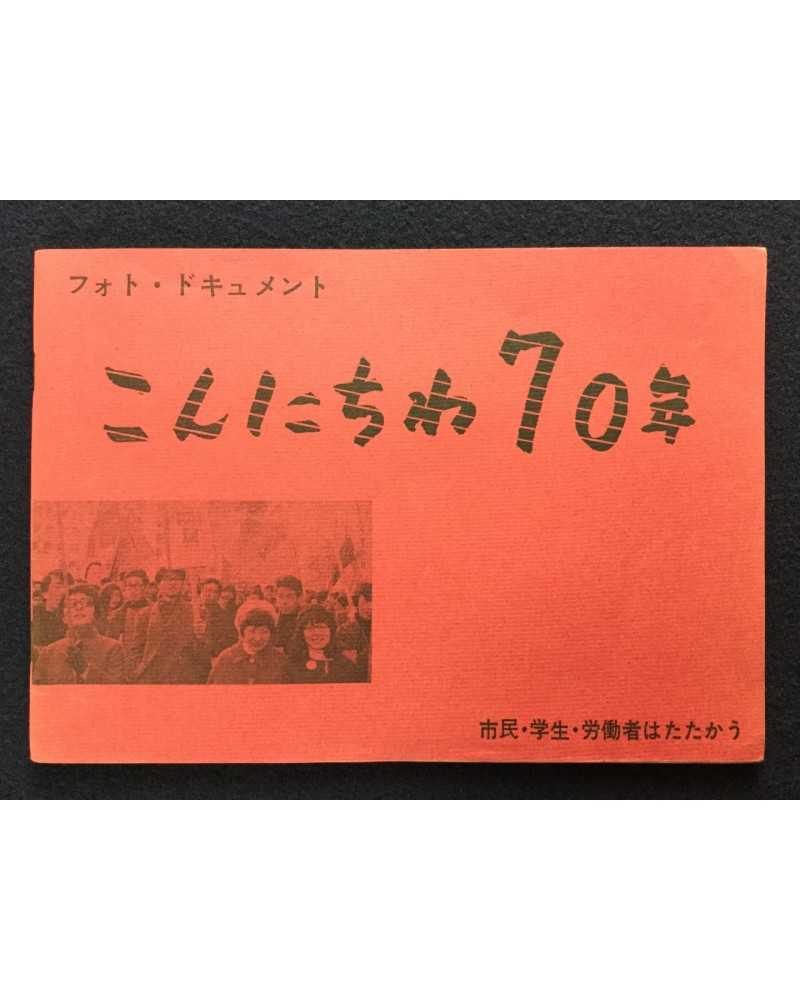 フォト・ドキュメント
こんにちわ70年
市民・学生・労働者はたたかう